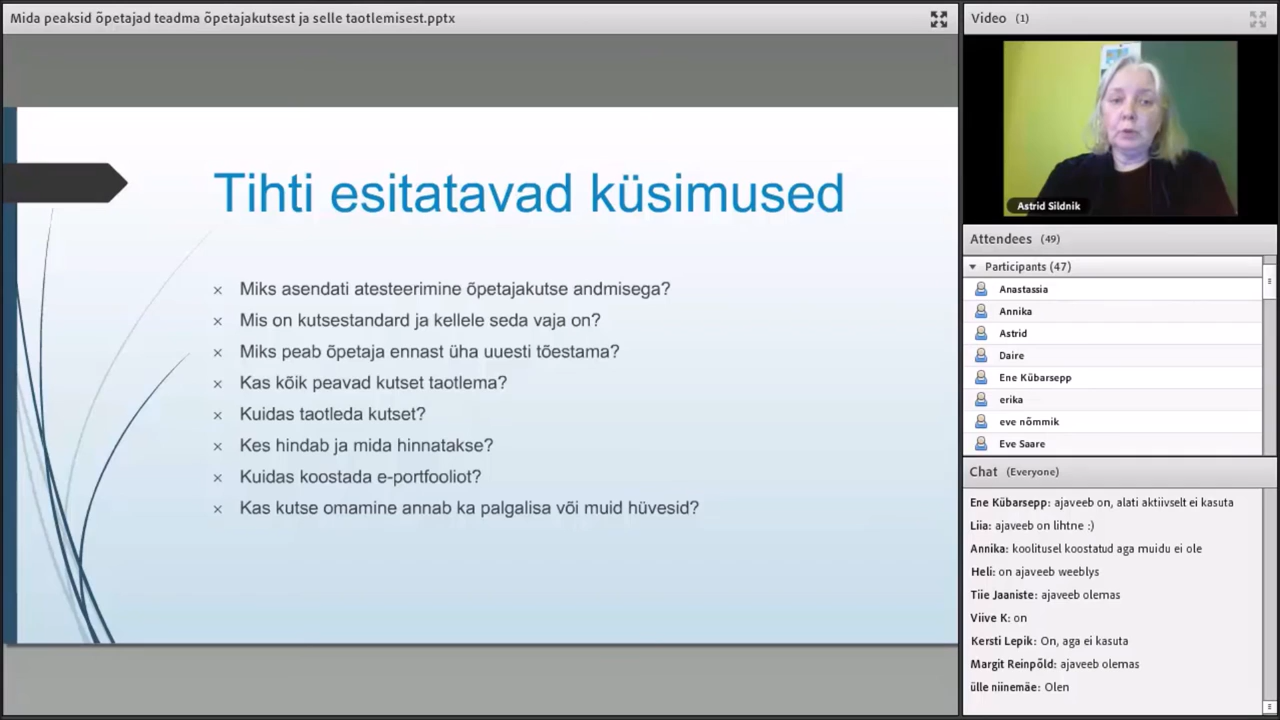 Mida peaksid õpetajad teadma õpetajakutsest ja selle taotlemisest.pptx
Tihti esitatavad küsimused
Miks asendati atesteerimine õpetajakutse andmisega?
Mis on kutsestandard ja kellele seda vaja on?
Miks peab õpetaja ennast üha uuesti tõestama?
Kas kõik peavad kutset taotlema?
Kuidas taotleda kutset?
Kes hindab ja mida hinnatakse?
Kuidas koostada e-portfooliot?
Kas kutse omamine annab ka palgalisa või muid hüvesid?
Video (1)
Astrid Sildnik
Attendees (49)
Participants (47)
Anastassia
Annika
Astrid
Daire
Ene Kübarsepp
erika
eve nõmmik
Eve Saare
Chat (Everyone)
Ene Kübarsepp: ajaveeb on, alati aktiivselt ei kasuta
Liia: ajaveeb on lihtne :)
Annika: koolitusel koostatud aga muidu ei ole
Heli: on ajaveeb weeblys
Tiie Jaaniste: ajaveeb olemas
Viive K: on
Kersti Lepik: On, aga ei kasuta
Margit Reinpõld: ajaveeb olemas
ülle niinemäe: Olen